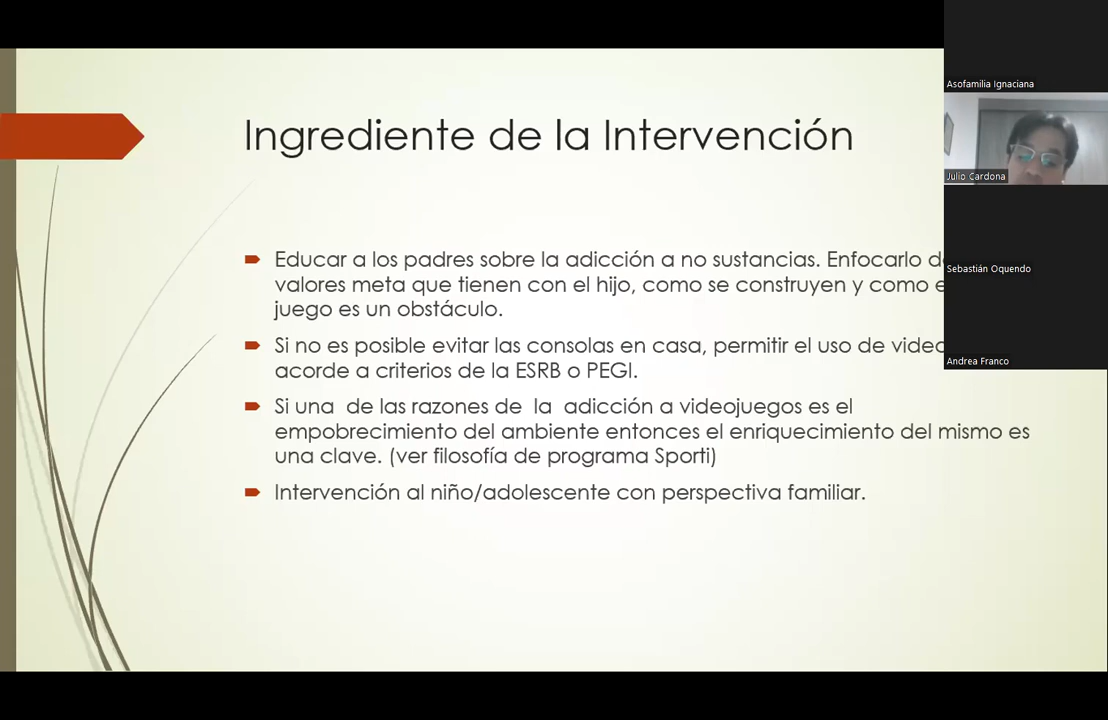 Ingrediente de la Intervención
Educar a los padres sobre la adicción a no sustancias. Enfocarlo
valores meta que tienen con el hijo, como se construyen y como
juego es un obstáculo.
Si no es posible evitar las consolas en casa, permitir el uso de
acorde a criterios de la ESRB o PEGI.
Si una de las razones de la adicción a videojuegos es el
empobrecimiento del ambiente entonces el enriquecimiento del mismo es
una clave. (ver filosofía de programa Sporti)
Intervención al niño/adolescente con perspectiva familiar.
Asofamilia Ignaciana
Julio Cardona
Sebastián Oquendo
Andrea Franco